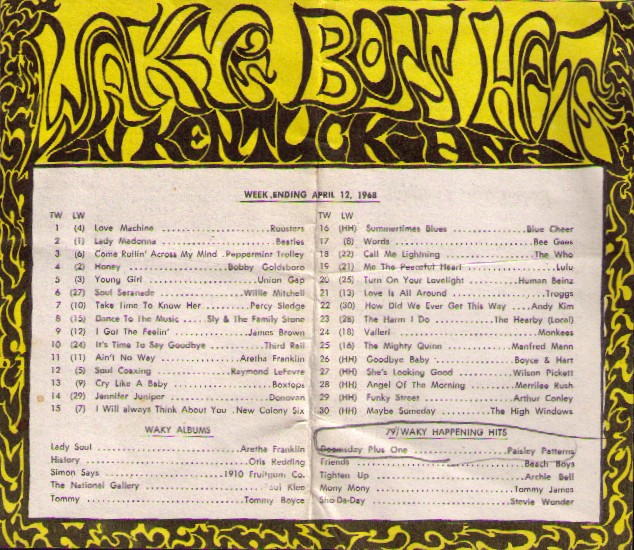 WAKY BOSS HITS
IN KENTUCKIANA
WEEK ENDING APRIL 12, 1968
TW LW
1 (4) Love Machine ..................... Roosters
2 (1) Lady Madonna ..................... Beatles
3 (6) Come Rollin' Across My Mind .Peppermint Trolley
4 (2) Honey ................. Bobby Goldsboro
5 (3) Young Girl ..................... Union Gap
6 (27) Soul Serenade ................. Willie Mitchell
7 (10) Take Time To Know Her .......... Percy Sledge
8 (15) Dance To The Music ..... Sly & The Family Stone
9 (12) I Got The Feelin' ............... James Brown
10 (24) It's Time To Say Goodbye ........... Third Rail
11 (11) Ain't No Way ............... Aretha Franklin
12 (5) Soul Coaxing ............. Raymond LeFevre
13 (9) Cry Like A Baby .................. Boxtops
14 (29) Jennifer Juniper .................. Donovan
15 (7) I Will always Think About You .New Colony Six
WAKY ALBUMS
Lady Soul ........................... Aretha Franklin
History ............................. Otis Redding
Simon Says ................. 1910 Fruitgum Co.
The National Gallery ................. Paul Klee
Tommy ............................. Tommy Boyce
TW LW
16 (HH) Summertimes Blues ............... Blue Cheer
17 (8) Words ......................... Bee Gees
18 (22) Call Me Lightning ............... The Who
19 (21) Me The Peaceful Heart ............... Lulu
20 (25) Turn On Your Lovelight ......... Human Beinz
21 (13) Love Is All Around ................. Troggs
22 (30) How Did We Ever Get This Way ....Andy Kim
23 (28) The Harm I Do ........... The Hearby (Local)
24 (18) Valleri ........................ Monkees
25 (16) The Mighty Quinn ........... Manfred Mann
26 (HH) Goodbye Baby ............... Boyce & Hart
27 (HH) She's Looking Good ........... Wilson Pickett
28 (HH) Angel Of The Morning ........ Merrilee Rush
29 (HH) Funky Street ................. Arthur Conley
30 (HH) Maybe Someday ........... The High Windows
79/WAKY HAPPENING HITS
Doomsday Plus One ................. Paisley Patterns
Friends ........................... Beach Boys
Tighten Up ......................... Archie Bell
Mony Mony ....................... Tommy James
Sho-Be-Day ....................... Stevie Wonder